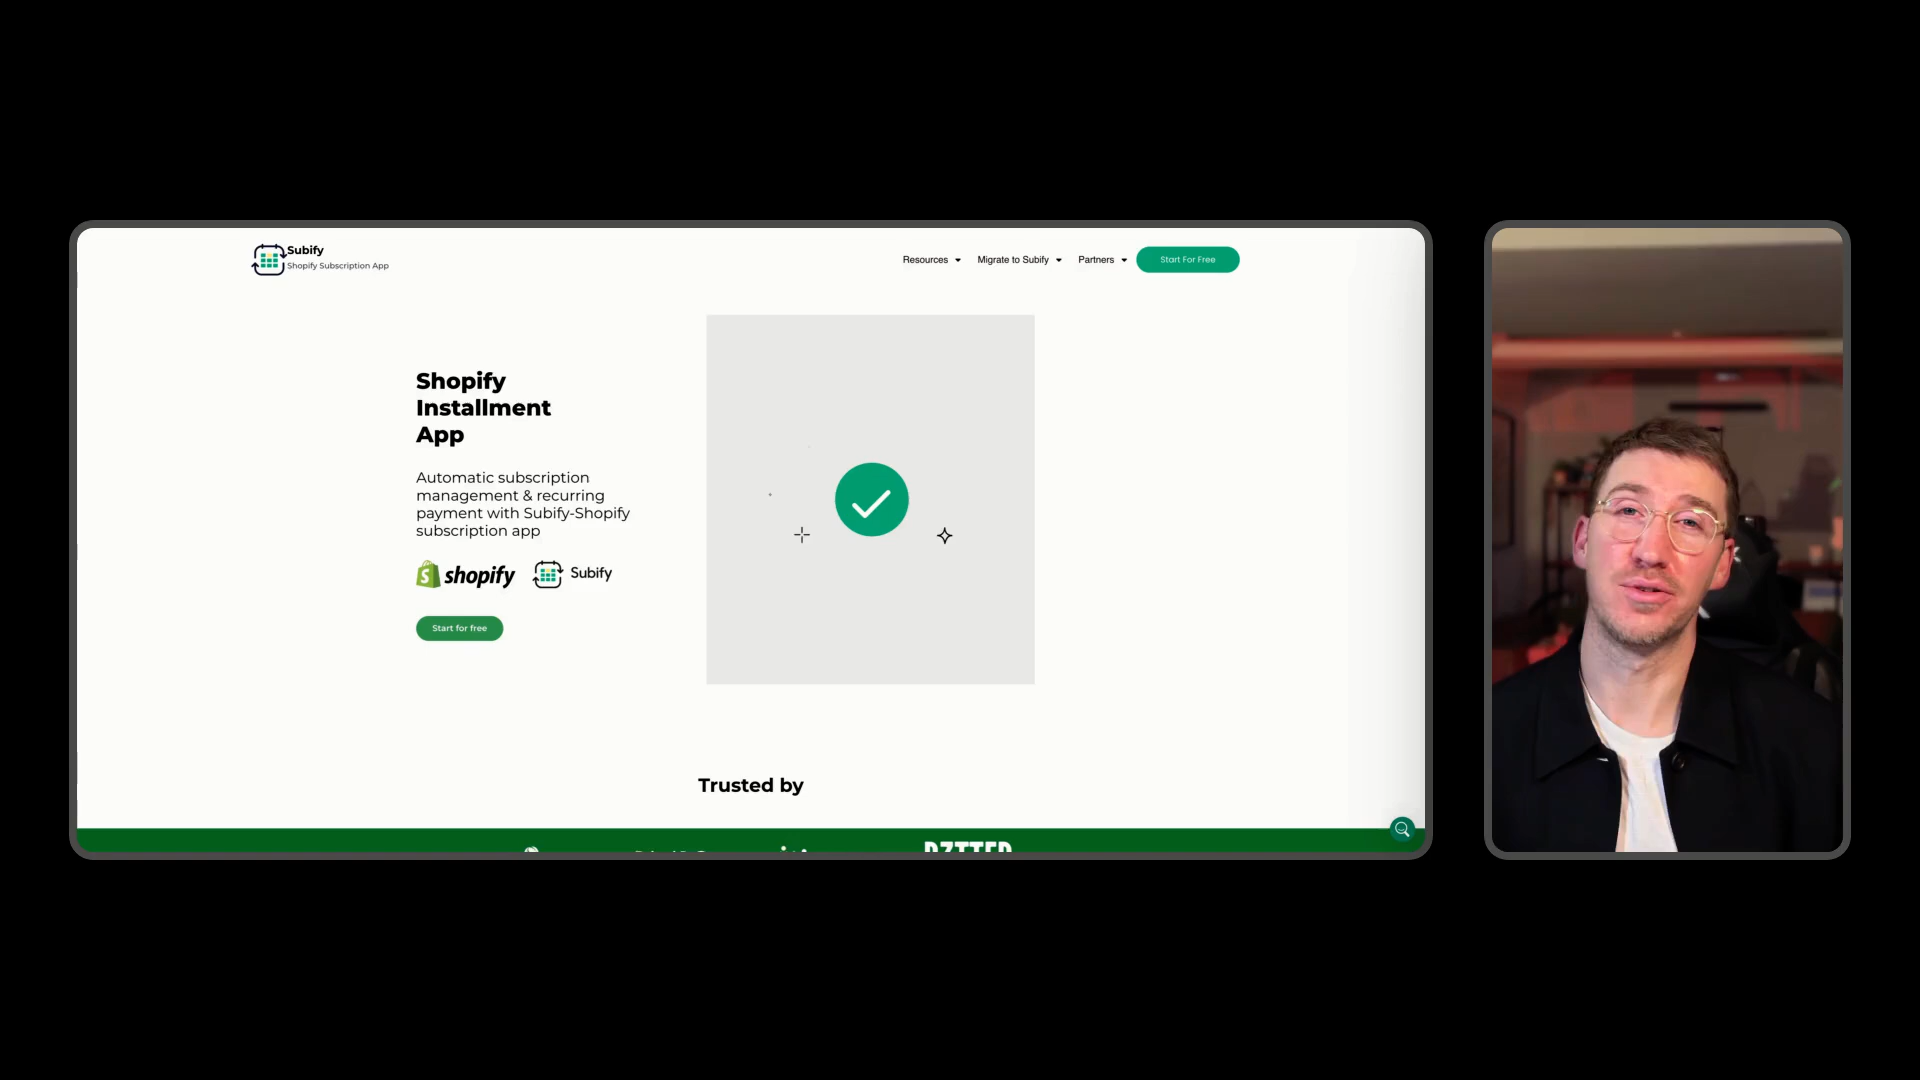 Subify
Shopify Subscription App
Resources
Migrate to Subify
Partners
Start For Free
Shopify
Installment
App
Automatic subscription
management & recurring
payment with Subify-Shopify
subscription app
shopify
Subify
Start for free
Trusted by